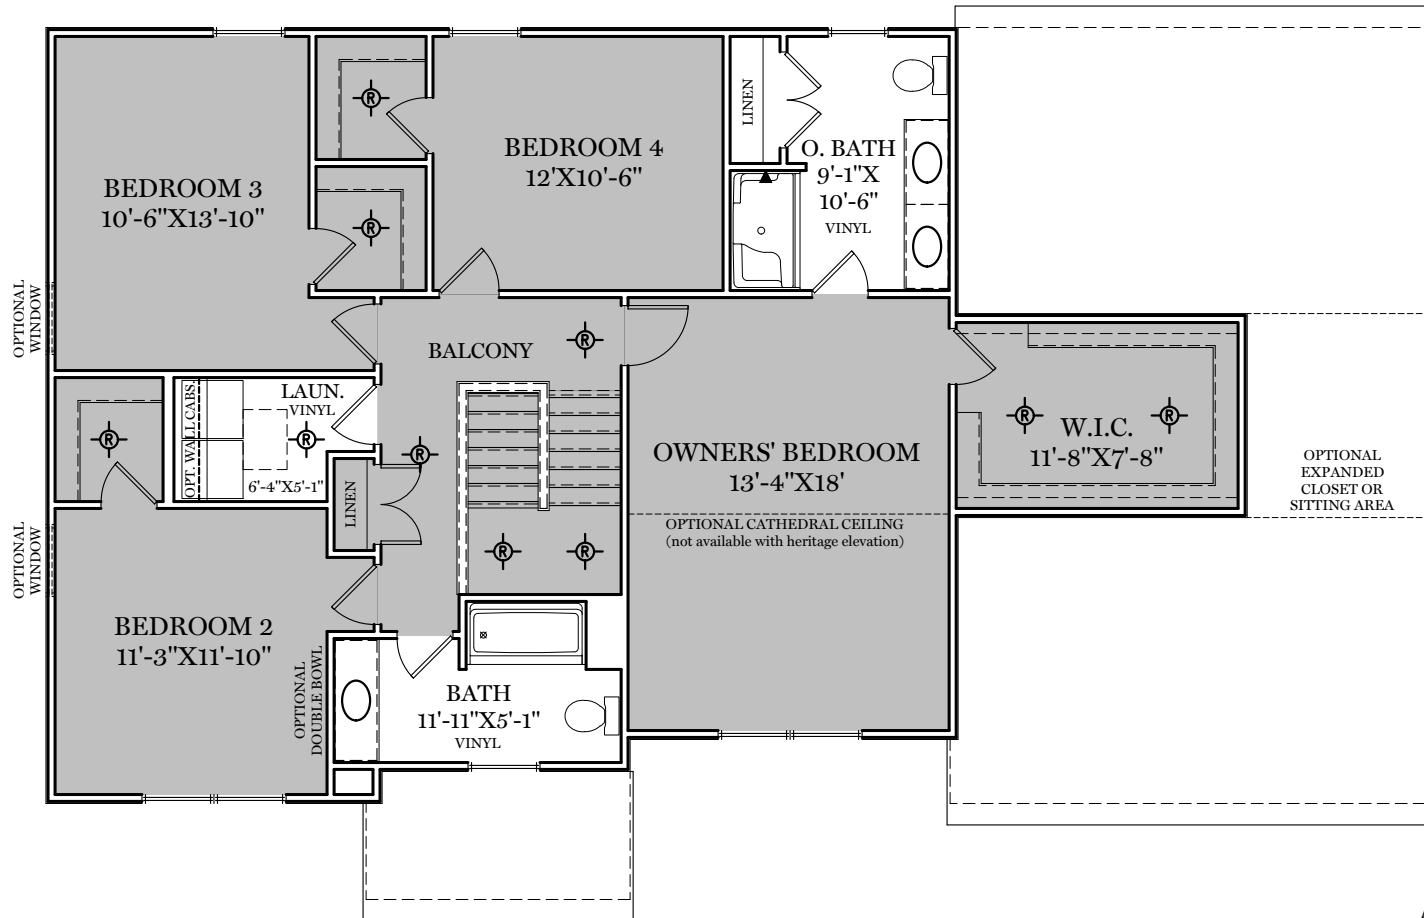 BEDROOM 3
10'-6"X13'-10"
R
R
BEDROOM 4
12'X10'-6"
LINEN
O. BATH
9'-1"X
10'-6"
VINYL
OPTIONAL
WINDOW
BALCONY
R
OPT. WALL CABS.
LAUN.
VINYL
R
6'-4"X5'-1"
R
R
LINEN
R
R
OWNERS' BEDROOM
13'-4"X18'
OPTIONAL CATHEDRAL CEILING
(not available with heritage elevation)
R
R
W.I.C.
11'-8"X7'-8"
OPTIONAL
EXPANDED
CLOSET OR
SITTING AREA
OPTIONAL
WINDOW
BEDROOM 2
11'-3"X11'-10"
OPTIONAL
DOUBLE BOWL
BATH
11'-11"X5'-1"
VINYL